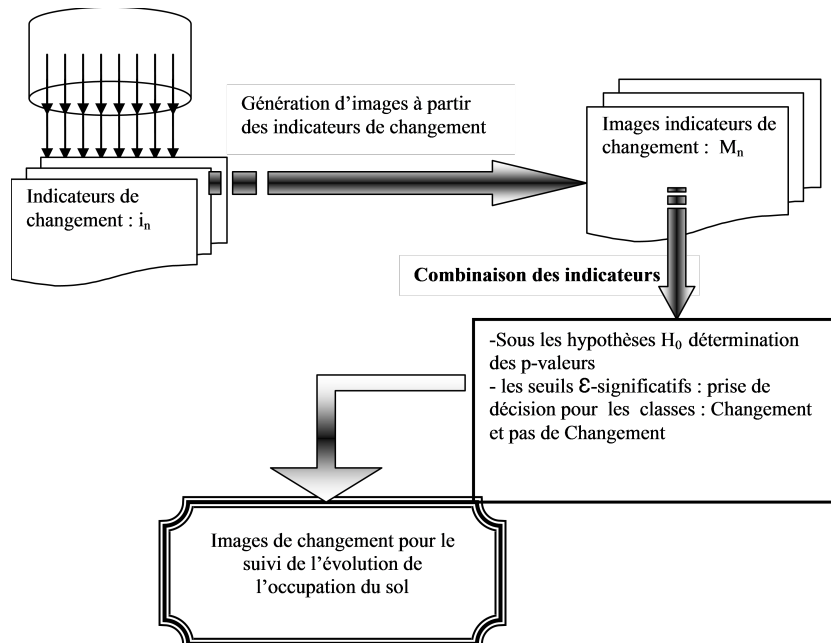 Génération d'images à partir
des indicateurs de changement
Images indicateurs de
changement : Mn
Indicateurs de
changement : in
Combinaison des indicateurs
-Sous les hypothèses H0 détermination
des p-valeurs
- les seuils Ɛ-significatifs : prise de
décision pour les classes : Changement
et pas de Changement
Images de changement pour le
suivi de l'évolution de
l'occupation du sol